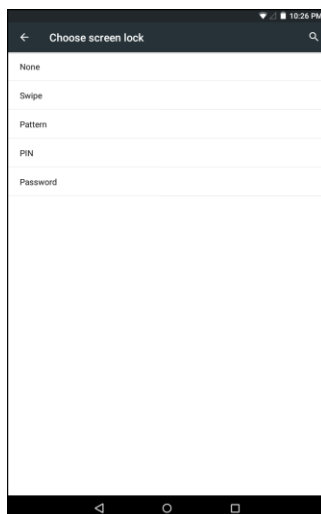 10:26 PM
Choose screen lock
None
Swipe
Pattern
PIN
Password